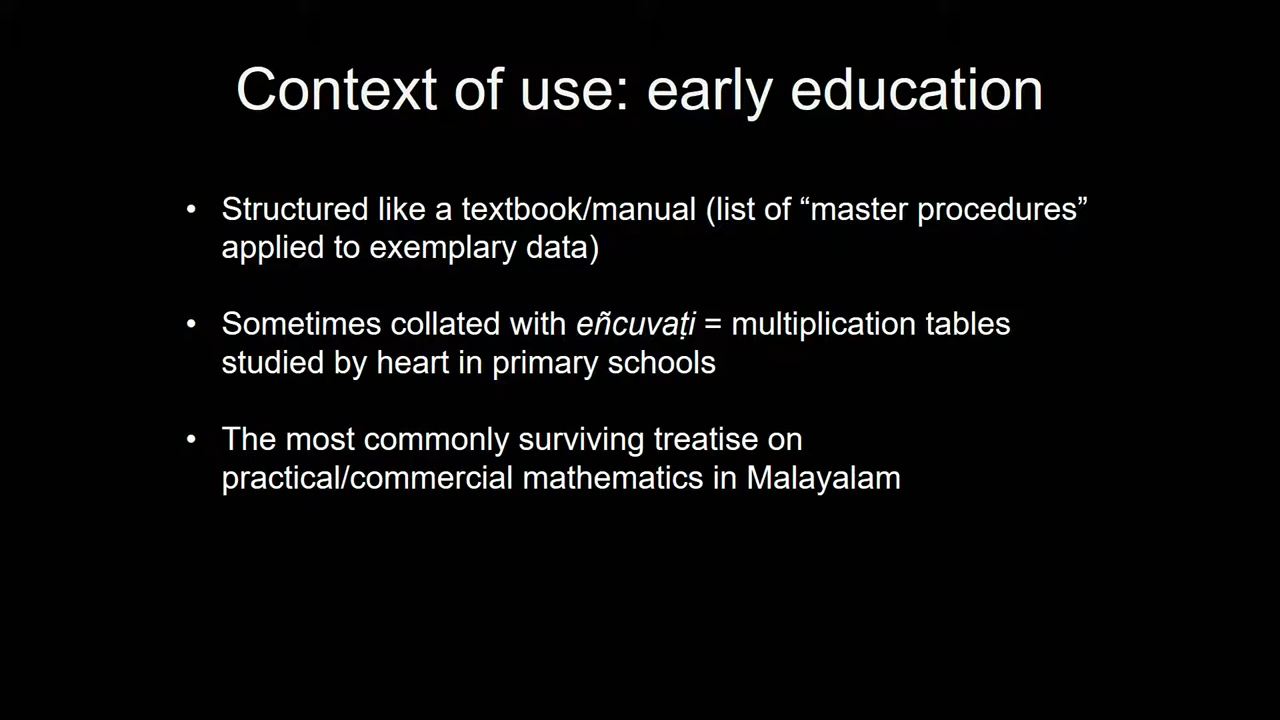 Context of use: early education
• Structured like a textbook/manual (list of “master procedures”
applied to exemplary data)
• Sometimes collated with eñcuvaṭi = multiplication tables
studied by heart in primary schools
• The most commonly surviving treatise on
practical/commercial mathematics in Malayalam